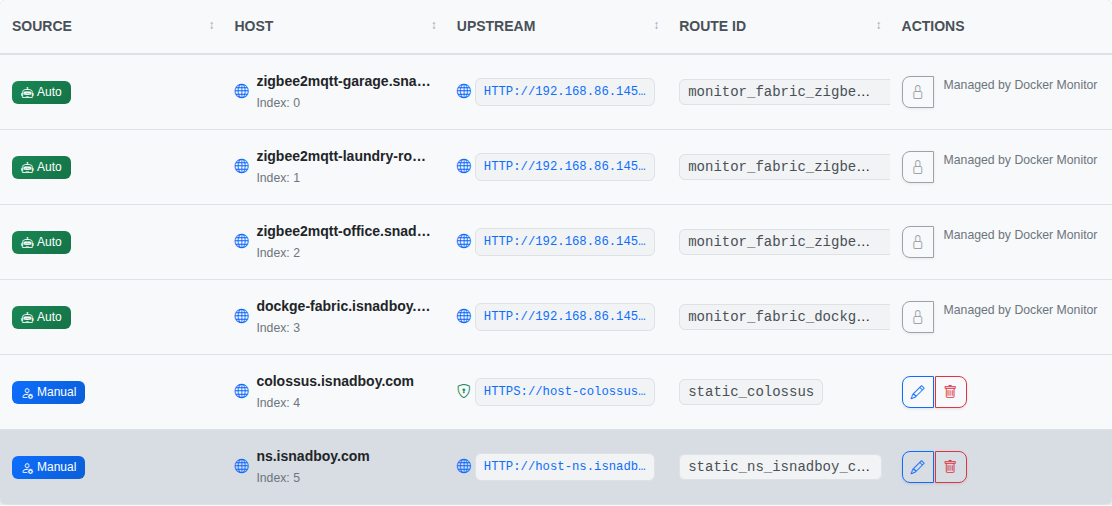 SOURCE HOST UPSTREAM ROUTE ID ACTIONS
Auto zigbee2mqtt-garage.sna… HTTP://192.168.86.145… monitor_fabric_zigbe… Managed by Docker Monitor
Index: 0
Auto zigbee2mqtt-laundry-ro… HTTP://192.168.86.145… monitor_fabric_zigbe… Managed by Docker Monitor
Index: 1
Auto zigbee2mqtt-office.snad… HTTP://192.168.86.145… monitor_fabric_zigbe… Managed by Docker Monitor
Index: 2
Auto dockge-fabric.isnadboy.… HTTP://192.168.86.145… monitor_fabric_dockg… Managed by Docker Monitor
Index: 3
Manual colossus.isnadboy.com HTTPS://host-colossus… static_colossus
Index: 4
Manual ns.isnadboy.com HTTP://host-ns.isnadb… static_ns_isnadboy_c…
Index: 5